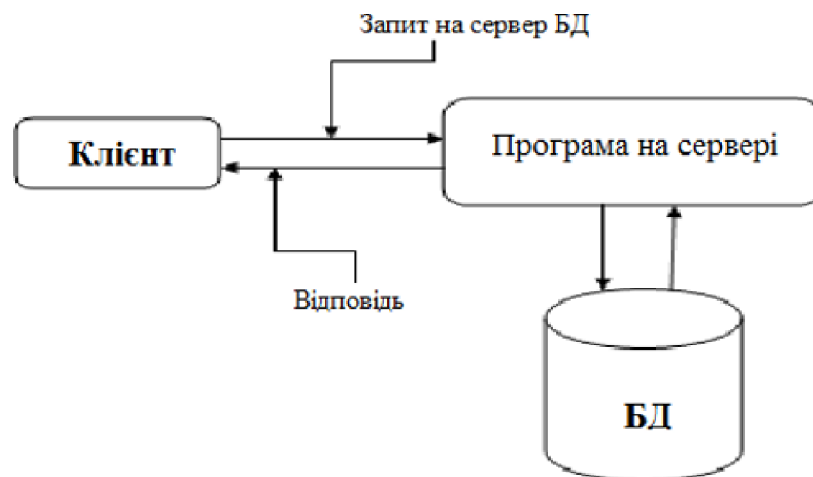 Запит на сервер БД
Клієнт
Програма на сервері
Відповідь
БД